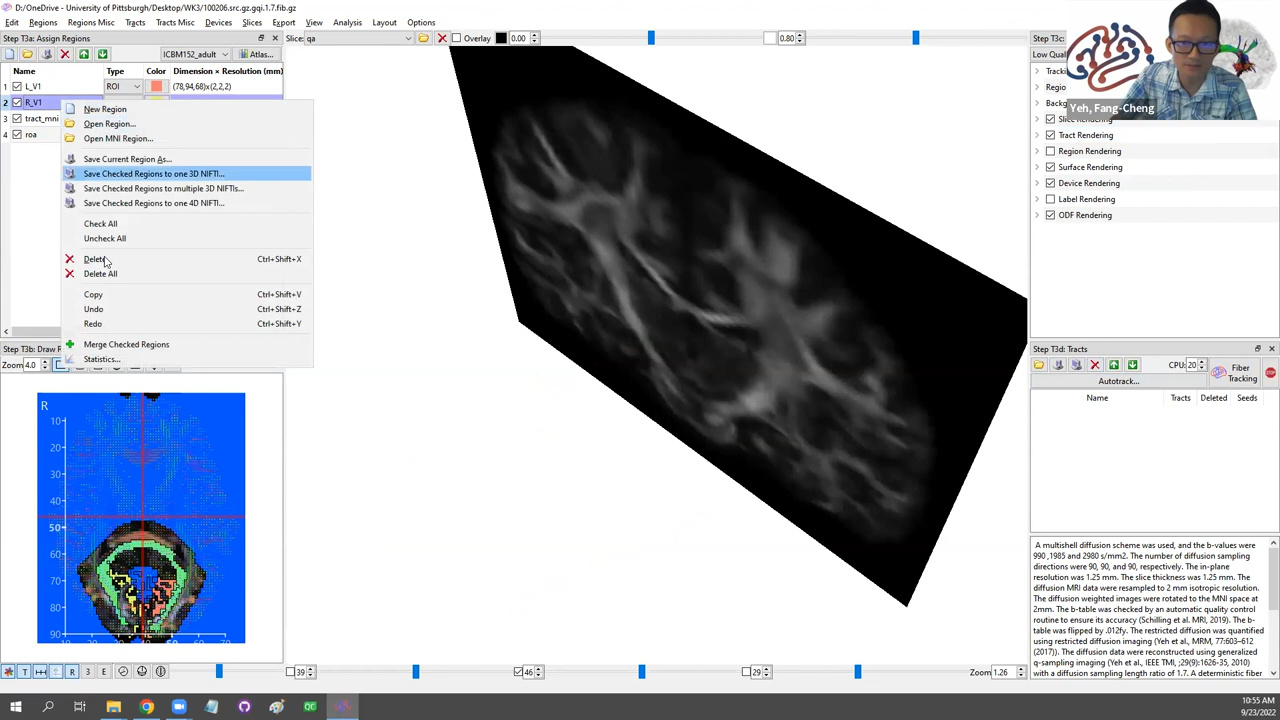 D:/OneDrive - University of Pittsburgh/Desktop/WK3/100206.src.gz.gqi.1.7.fib.gz
Edit Regions Regions Misc Tracts Tracts Misc Devices Slices Export View Analysis Layout Options
Step T3a: Assign Regions
ICBM152_adult Atlas...
Name Type Color Dimension × Resolution (mm)
1 L_V1 ROI (78,94,68)x(2,2,2)
2 R_V1
3 tract_mni
4 roa
New Region
Open Region...
Open MNI Region...
Save Current Region As...
Save Checked Regions to one 3D NIFTI...
Save Checked Regions to multiple 3D NIFTIs...
Save Checked Regions to one 4D NIFTI...
Check All
Uncheck All
Delete Ctrl+Shift+X
Delete All
Copy Ctrl+Shift+V
Undo Ctrl+Shift+Z
Redo Ctrl+Shift+Y
Merge Checked Regions
Statistics...
Step T3b: Draw
Zoom 4.0
R
10
20
30
40
50
60
70
80
90
10 20 30 40 50 60 70
T R 3 E
Slice: qa Overlay 0.00 0.80
39 46 29 Zoom 1.26
Step T3c:
Low Quali
Yeh, Fang-Cheng
Tracki
Regio
Backg
Slice Rendering
Tract Rendering
Region Rendering
Surface Rendering
Device Rendering
Label Rendering
ODF Rendering
Step T3d: Tracts
CPU: 20 Fiber Tracking STOP
Autotrack...
Name Tracts Deleted Seeds
A multishell diffusion scheme was used, and the b-values were
990 ,1985 and 2980 s/mm2. The number of diffusion sampling
directions were 90, 90, and 90, respectively. The in-plane
resolution was 1.25 mm. The slice thickness was 1.25 mm. The
diffusion MRI data were resampled to 2 mm isotropic resolution.
The diffusion weighted images were rotated to the MNI space at
2mm. The b-table was checked by an automatic quality control
routine to ensure its accuracy (Schilling et al. MRI, 2019). The b-
table was flipped by .012fy. The restricted diffusion was quantified
using restricted diffusion imaging (Yeh et al., MRM, 77:603–612
(2017)). The diffusion data were reconstructed using generalized
q-sampling imaging (Yeh et al., IEEE TMI, ;29(9):1626-35, 2010)
with a diffusion sampling length ratio of 1.7. A deterministic fiber
QC
10:55 AM
9/23/2022